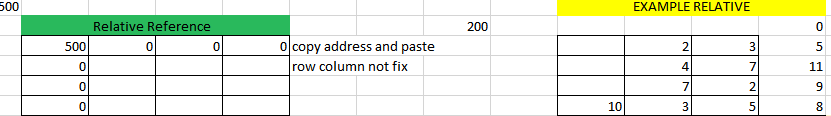 500 EXAMPLE RELATIVE
Relative Reference 200 0
500 0 0 0 copy address and paste 2 3 5
0 row column not fix 4 7 11
0 7 2 9
0 10 3 5 8